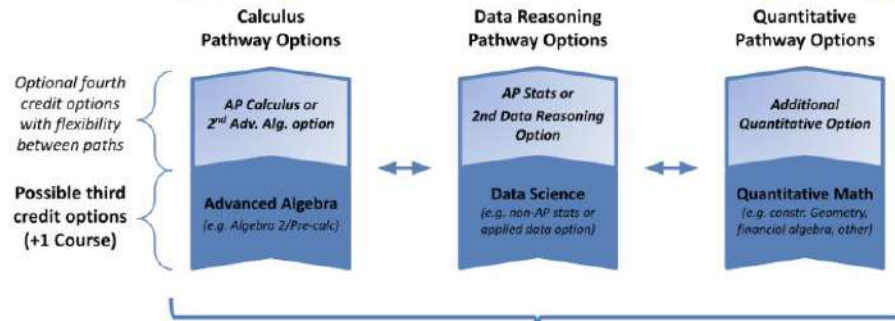 Calculus
Pathway Options
Data Reasoning
Pathway Options
Quantitative
Pathway Options
Optional fourth
credit options
with flexibility
between paths
AP Calculus or
2nd Adv. Alg. option
AP Stats or
2nd Data Reasoning
Option
Additional
Quantitative Option
Possible third
credit options
(+1 Course)
Advanced Algebra
(e.g. Algebra 2/Pre-calc)
Data Science
(e.g. non-AP stats or
applied data option)
Quantitative Math
(e.g. constr. Geometry,
financial algebra, other)